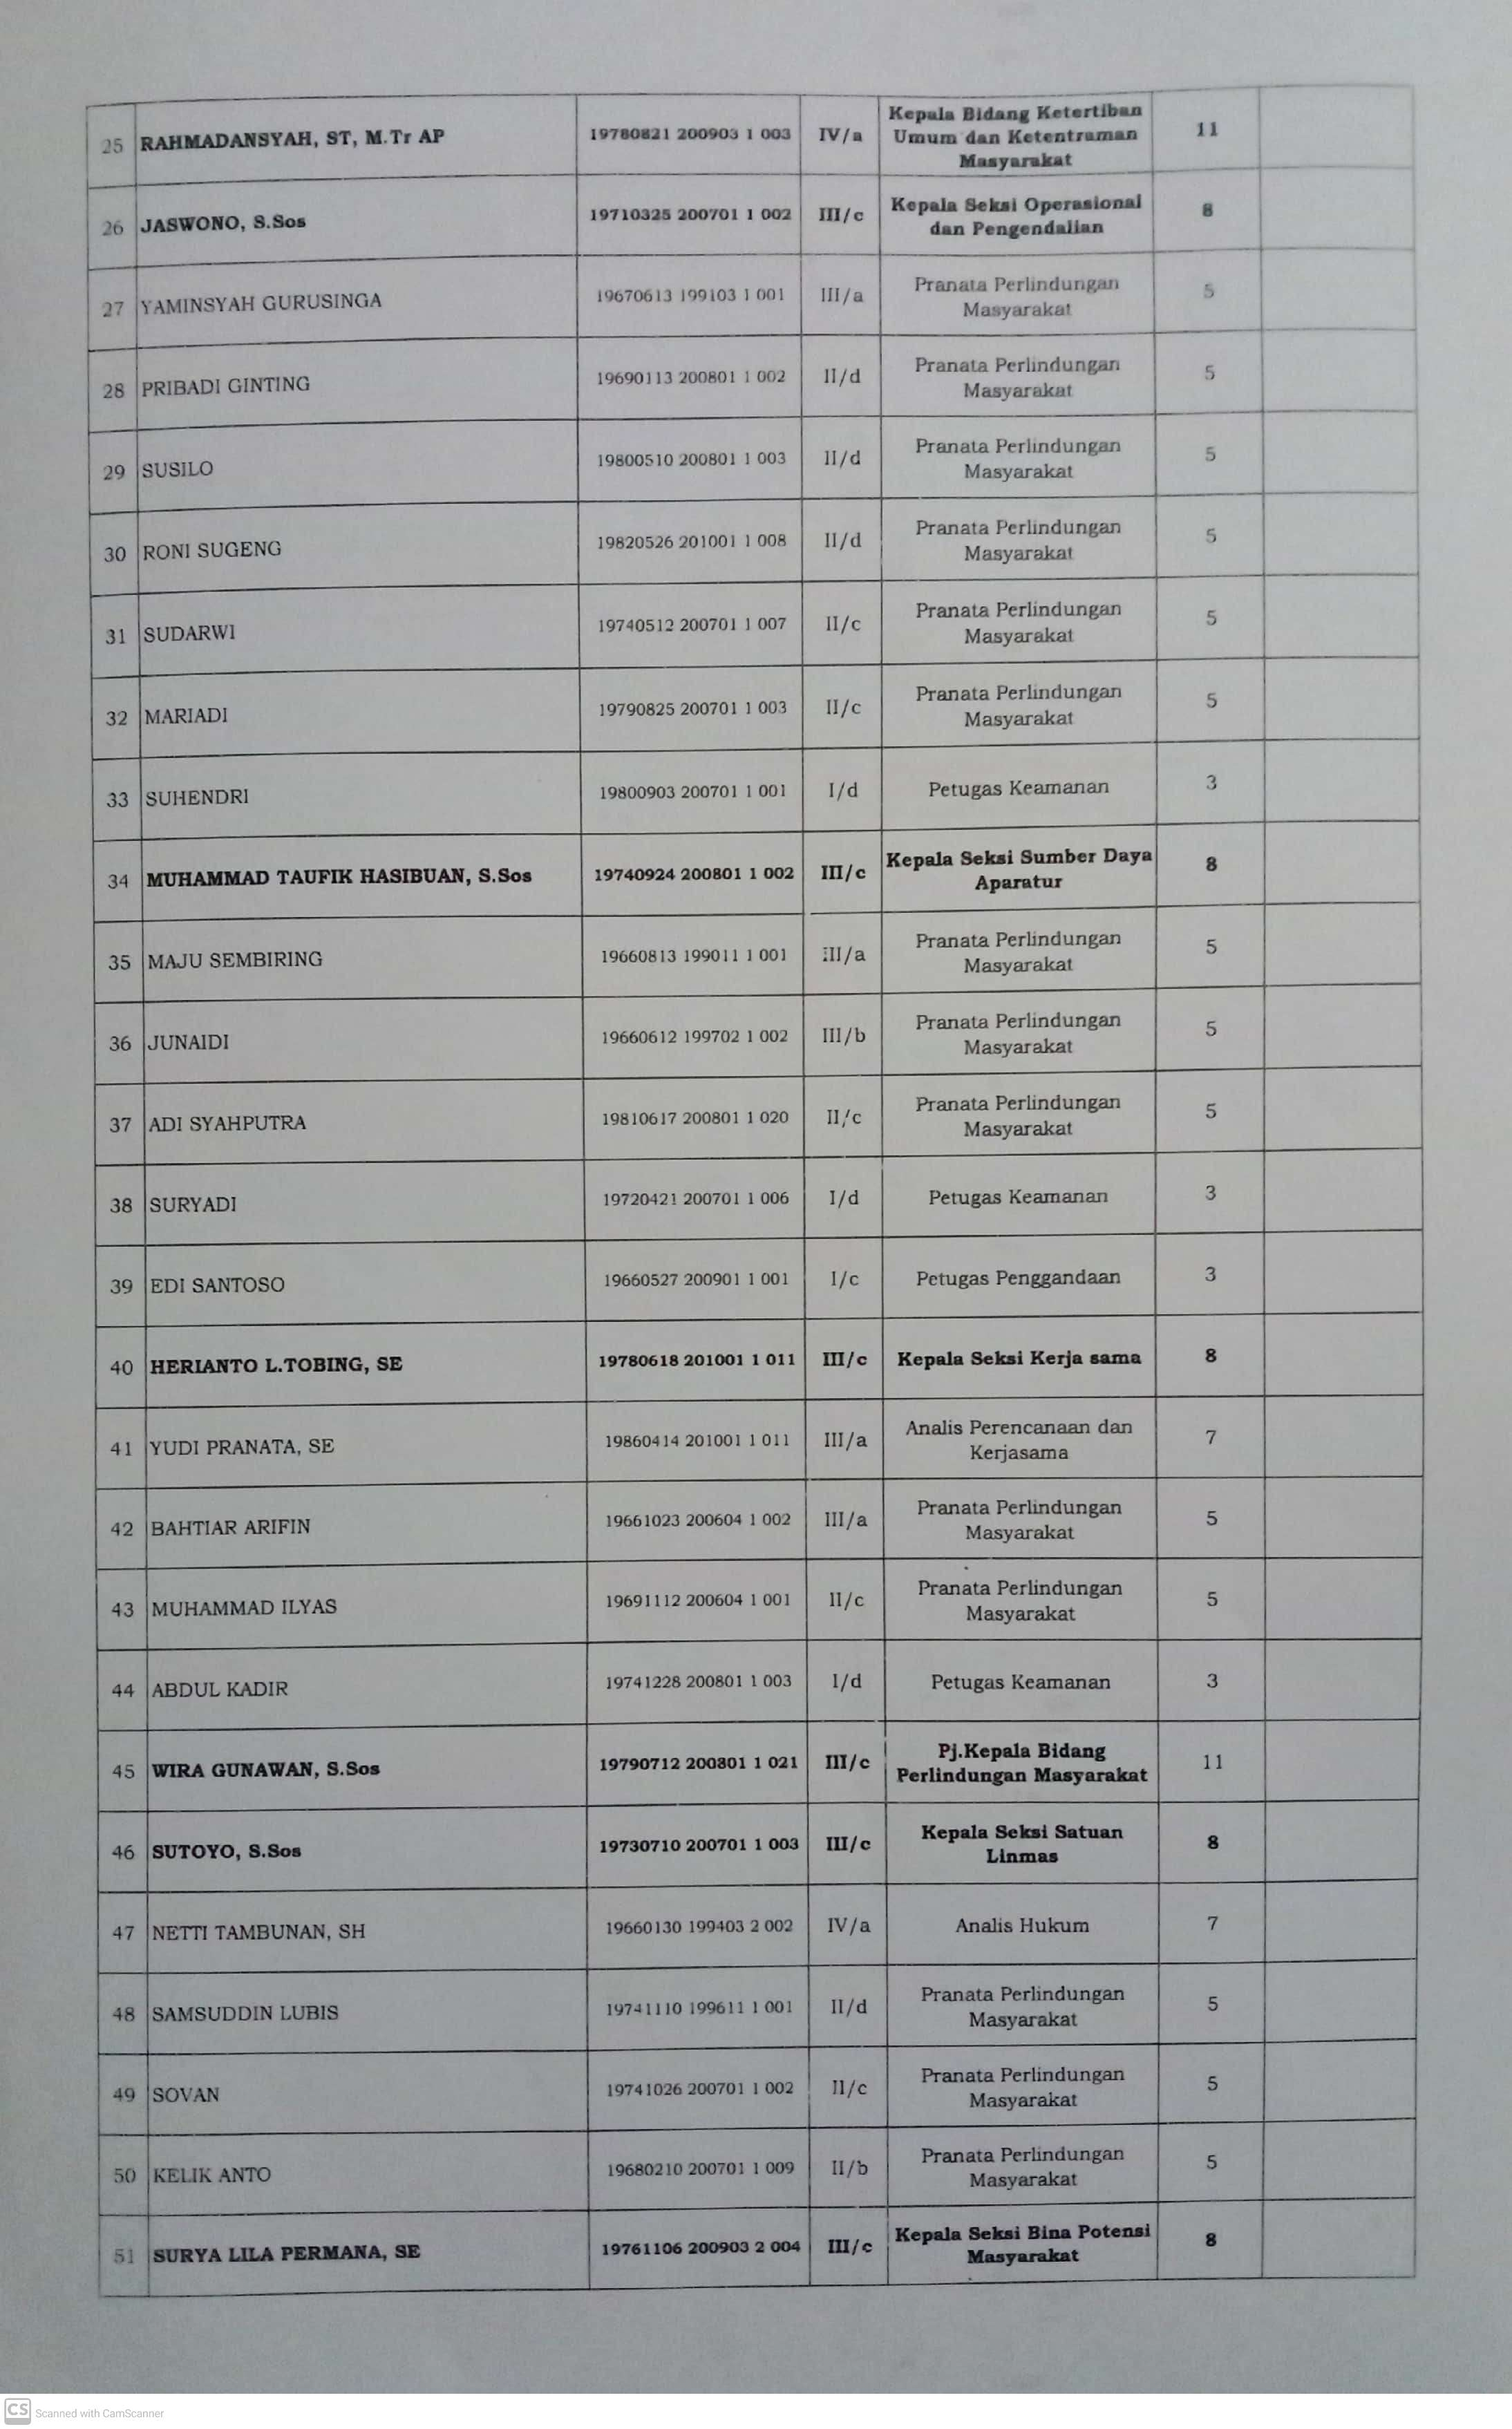 25 RAHMADANSYAH, ST, M.Tr AP 19780821 200903 1 003 IV/a Kepala Bidang Ketertiban Umum dan Ketentraman Masyarakat 11
26 JASWONO, S.Sos 19710325 200701 1 002 III/c Kepala Seksi Operasional dan Pengendalian 8
27 YAMINSYAH GURUSINGA 19670613 199103 1 001 III/a Pranata Perlindungan Masyarakat 5
28 PRIBADI GINTING 19690113 200801 1 002 II/d Pranata Perlindungan Masyarakat 5
29 SUSILO 19800510 200801 1 003 II/d Pranata Perlindungan Masyarakat 5
30 RONI SUGENG 19820526 201001 1 008 II/d Pranata Perlindungan Masyarakat 5
31 SUDARWI 19740512 200701 1 007 II/c Pranata Perlindungan Masyarakat 5
32 MARIADI 19790825 200701 1 003 II/c Pranata Perlindungan Masyarakat 5
33 SUHENDRI 19800903 200701 1 001 I/d Petugas Keamanan 3
34 MUHAMMAD TAUFIK HASIBUAN, S.Sos 19740924 200801 1 002 III/c Kepala Seksi Sumber Daya Aparatur 8
35 MAJU SEMBIRING 19660813 199011 1 001 III/a Pranata Perlindungan Masyarakat 5
36 JUNAIDI 19660612 199702 1 002 III/b Pranata Perlindungan Masyarakat 5
37 ADI SYAHPUTRA 19810617 200801 1 020 II/c Pranata Perlindungan Masyarakat 5
38 SURYADI 19720421 200701 1 006 I/d Petugas Keamanan 3
39 EDI SANTOSO 19660527 200901 1 001 I/c Petugas Penggandaan 3
40 HERIANTO L.TOBING, SE 19780618 201001 1 011 III/c Kepala Seksi Kerja sama 8
41 YUDI PRANATA, SE 19860414 201001 1 011 III/a Analis Perencanaan dan Kerjasama 7
42 BAHTIAR ARIFIN 19661023 200604 1 002 III/a Pranata Perlindungan Masyarakat 5
43 MUHAMMAD ILYAS 19691112 200604 1 001 II/c Pranata Perlindungan Masyarakat 5
44 ABDUL KADIR 19741228 200801 1 003 I/d Petugas Keamanan 3
45 WIRA GUNAWAN, S.Sos 19790712 200801 1 021 III/c Pj.Kepala Bidang Perlindungan Masyarakat 11
46 SUTOYO, S.Sos 19730710 200701 1 003 III/c Kepala Seksi Satuan Linmas 8
47 NETTI TAMBUNAN, SH 19660130 199403 2 002 IV/a Analis Hukum 7
48 SAMSUDDIN LUBIS 19741110 199611 1 001 II/d Pranata Perlindungan Masyarakat 5
49 SOVAN 19741026 200701 1 002 II/c Pranata Perlindungan Masyarakat 5
50 KELIK ANTO 19680210 200701 1 009 II/b Pranata Perlindungan Masyarakat 5
51 SURYA LILA PERMANA, SE 19761106 200903 2 004 III/c Kepala Seksi Bina Potensi Masyarakat 8
CS Scanned with CamScanner